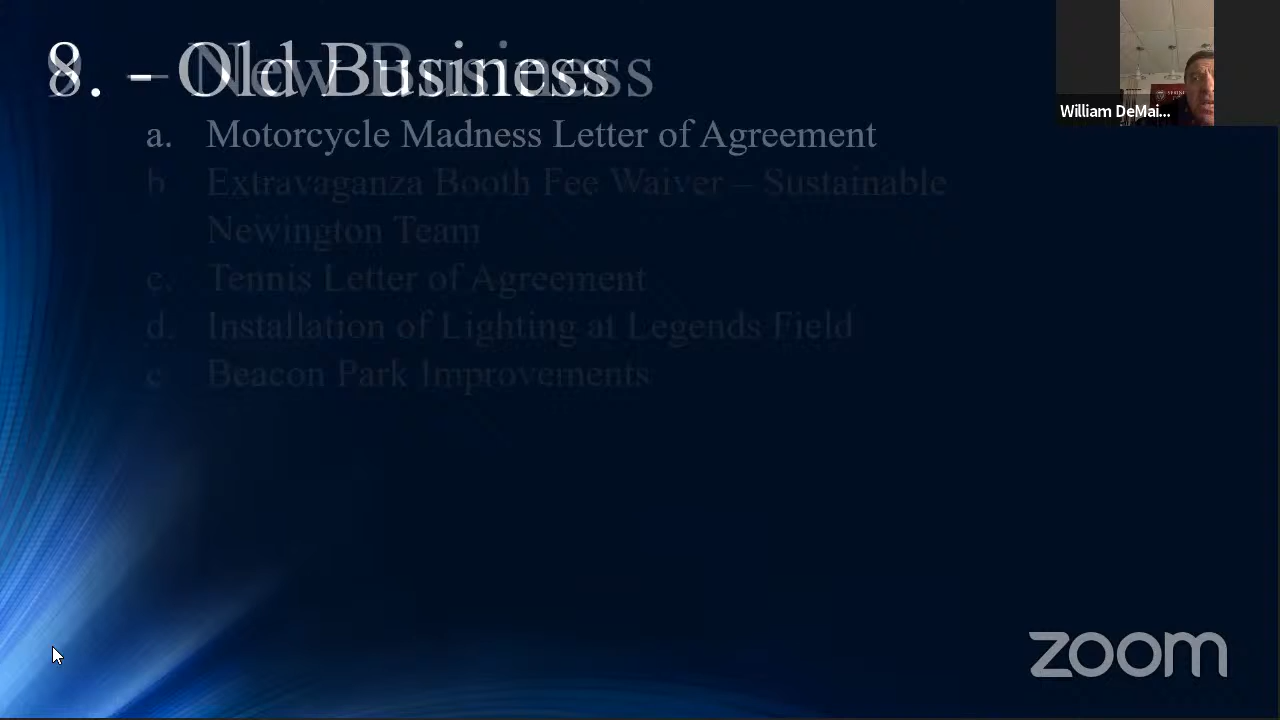 8. - Old Business
9. – New Business
a. Motorcycle Madness Letter of Agreement
b Extravaganza Booth Fee Waiver – Sustainable
Newington Team
c. Tennis Letter of Agreement
d. Installation of Lighting at Legends Field
e Beacon Park Improvements
William DeMai...
zoom